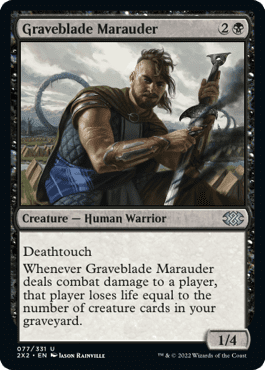 Graveblade Marauder 2
Creature — Human Warrior
Deathtouch
Whenever Graveblade Marauder
deals combat damage to a player,
that player loses life equal to the
number of creature cards in your
graveyard.
1/4
077/331 U
2X2 • EN Jason Rainville
™ & © 2022 Wizards of the Coast